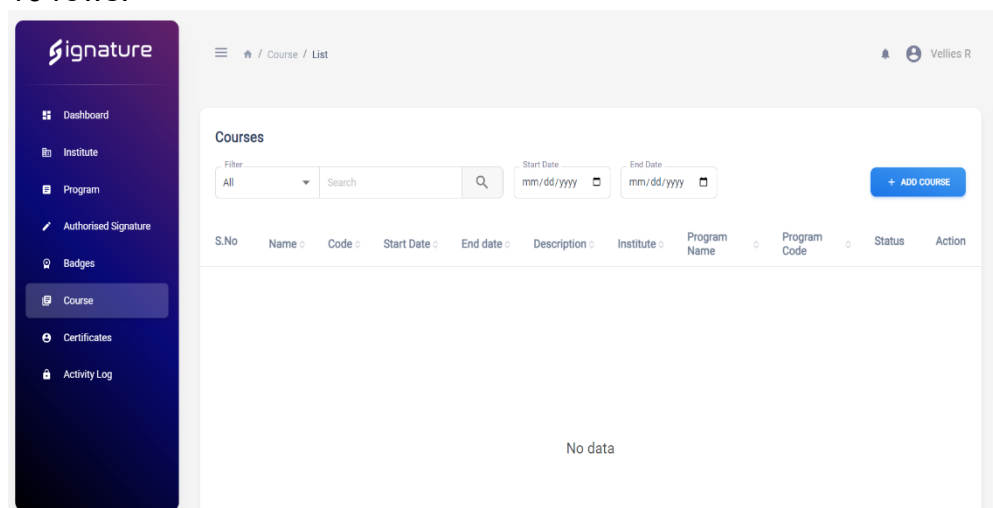 Signature
/ Course / List
Vellies R
Dashboard
Institute
Program
Authorised Signature
Badges
Course
Certificates
Activity Log
Courses
Filter
All
Search
Start Date
mm/dd/yyyy
End Date
mm/dd/yyyy
+ ADD COURSE
S.No Name Code Start Date End date Description Institute Program Name Program Code Status Action
No data